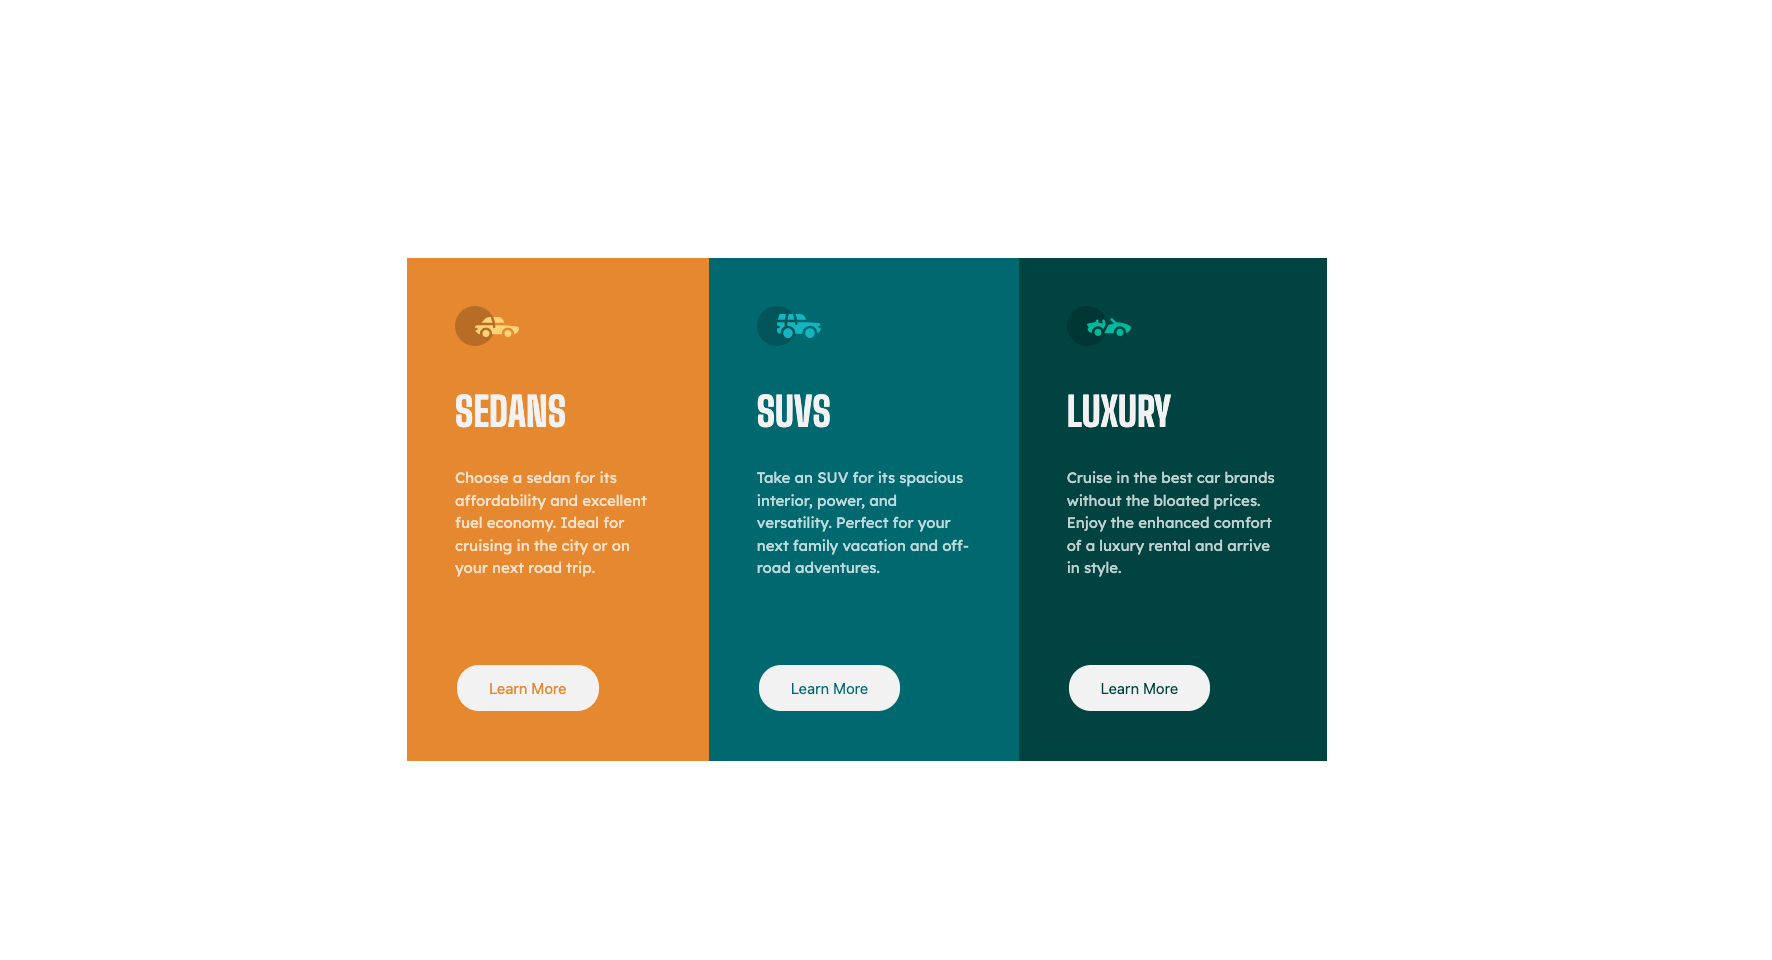 SEDANS
Choose a sedan for its
affordability and excellent
fuel economy. Ideal for
cruising in the city or on
your next road trip.
Learn More
SUVS
Take an SUV for its spacious
interior, power, and
versatility. Perfect for your
next family vacation and off-
road adventures.
Learn More
LUXURY
Cruise in the best car brands
without the bloated prices.
Enjoy the enhanced comfort
of a luxury rental and arrive
in style.
Learn More